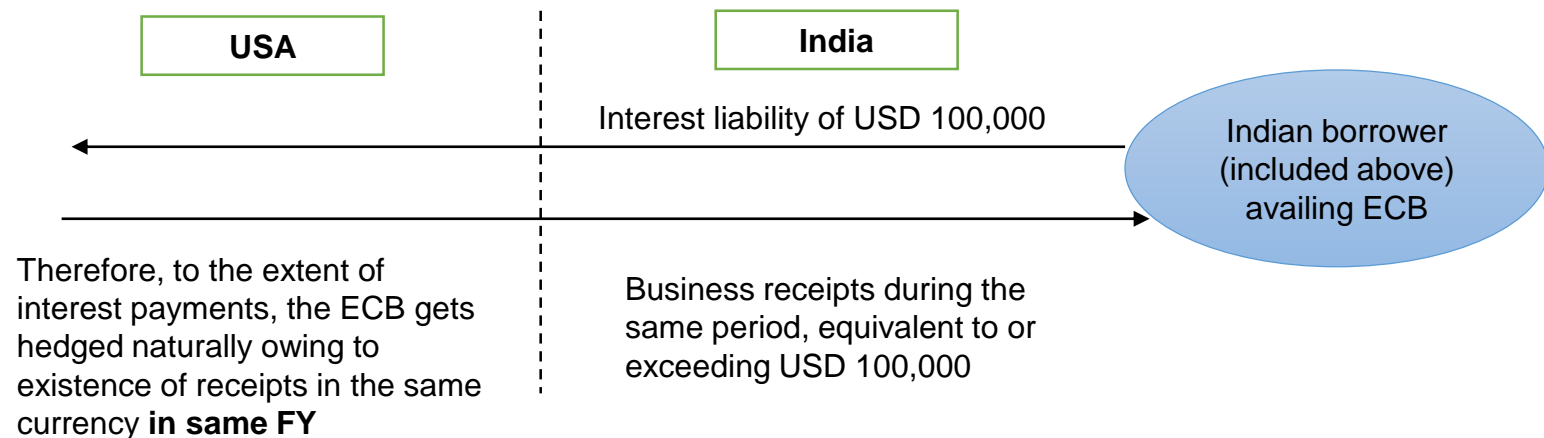 USA
India
Interest liability of USD 100,000
Indian borrower
(included above)
availing ECB
Therefore, to the extent of
interest payments, the ECB gets
hedged naturally owing to
existence of receipts in the same
currency in same FY
Business receipts during the
same period, equivalent to or
exceeding USD 100,000